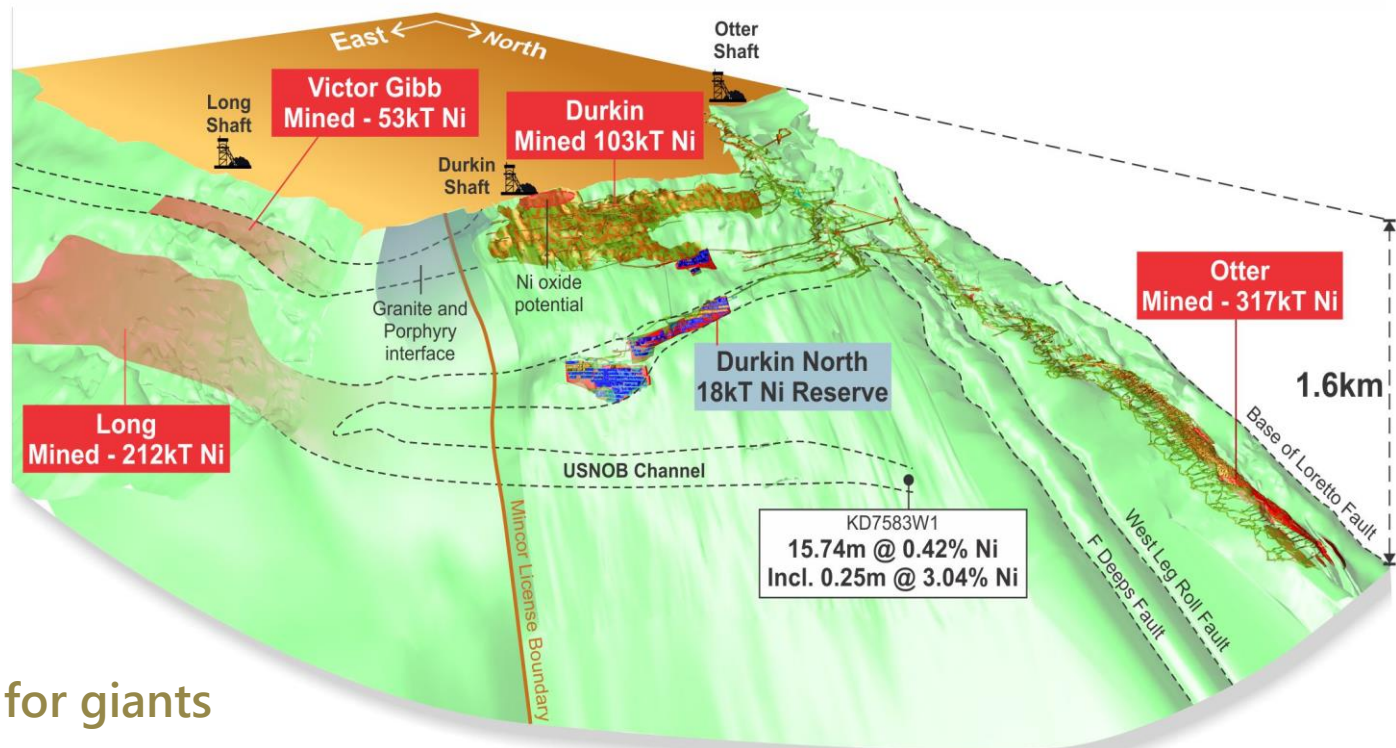 East
North
Otter
Shaft
Victor Gibb
Mined - 53kT Ni
Long
Shaft
Durkin
Mined 103kT Ni
Durkin
Shaft
Ni oxide
potential
Granite and
Porphyry
interface
Otter
Mined - 317kT Ni
Durkin North
18kT Ni Reserve
1.6km
Long
Mined - 212kT Ni
Base of Loretto Fault
USNOB Channel
KD7583W1
15.74m @ 0.42% Ni
Incl. 0.25m @ 3.04% Ni
Mincor License Boundary
F Deeps Fault
West Leg Roll Fault
for giants